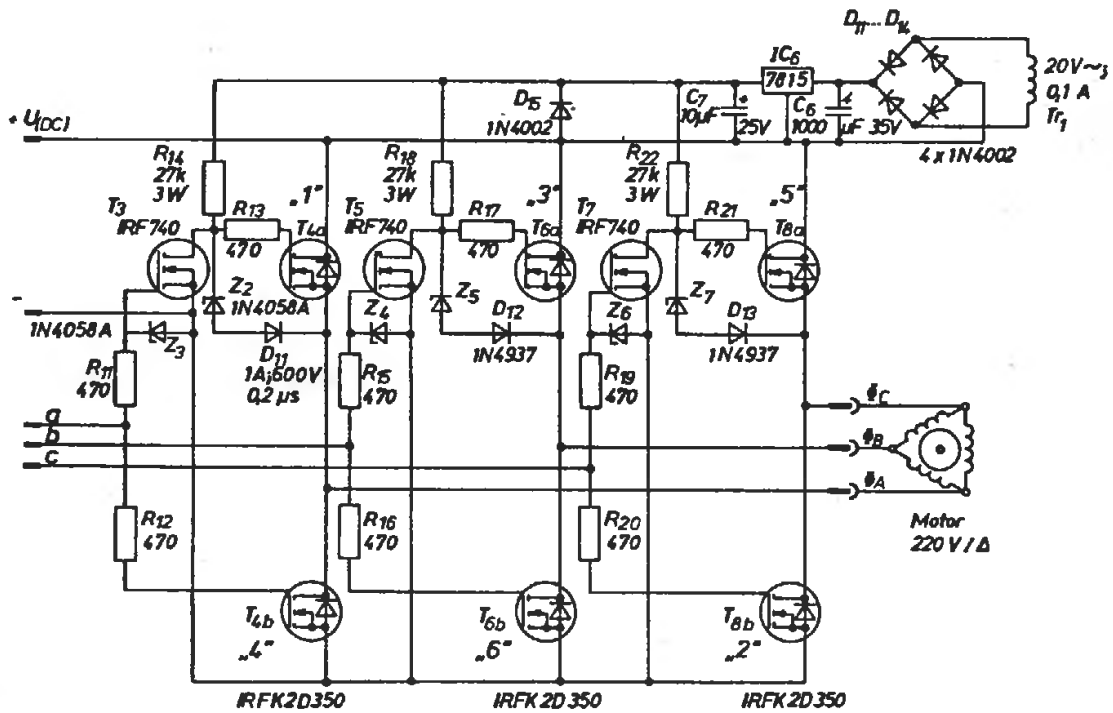 D11...D14
IC6
7815
20V~;
0,1 A
Tr1
D15
1N4002
C7
10µF
25V
C6
1000
µF 35V
4 x 1N4002
+ U(DC)
R14
27k
3W
R18
27k
3W
R22
27k
3W
„1"
„3"
„5"
T3
IRF740
R13
470
T4a
T5
IRF740
R17
470
T6a
T7
IRF740
R21
470
T8a
-
Z2
1N4058A
Z5
Z7
1N4058A
Z3
Z4
D12
1N4937
Z6
D13
1N4937
R11
470
D11
1A;600V
0,2 µs
R15
470
R19
470
a
b
c
ΦC
ΦB
ΦA
R12
470
R16
470
R20
470
Motor
220 V / Δ
T4b
„4"
T6b
„6"
T8b
„2"
IRFK2D350
IRFK2D350
IRFK2D350